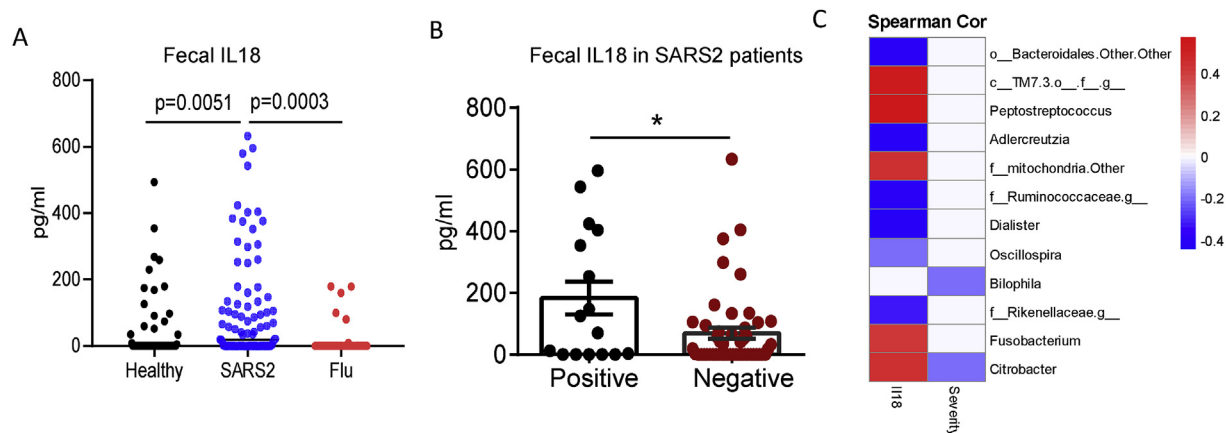 A
Fecal IL18
p=0.0051 p=0.0003
pg/ml
800
600
400
200
0
Healthy SARS2 Flu
B
Fecal IL18 in SARS2 patients
*
pg/ml
800
600
400
200
0
Positive Negative
C
Spearman Cor
o__Bacteroidales.Other.Other
c__TM7.3.o__.f__.g__
Peptostreptococcus
Adlercreutzia
f__mitochondria.Other
f__Ruminococcaceae.g__
Dialister
Oscillospira
Bilophila
f__Rikenellaceae.g__
Fusobacterium
Citrobacter
Il18
Severity
0.4
0.2
0
-0.2
-0.4